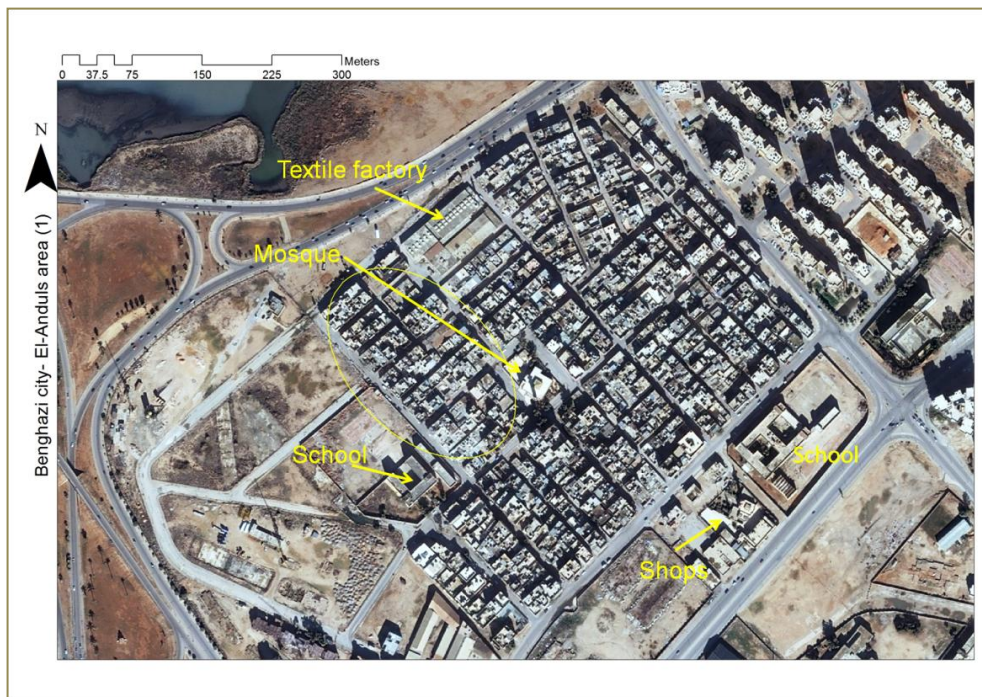 Meters
0 37.5 75 150 225 300
N
Benghazi city- El-Anduls area (1)
Textile factory
Mosque
School
School
Shops